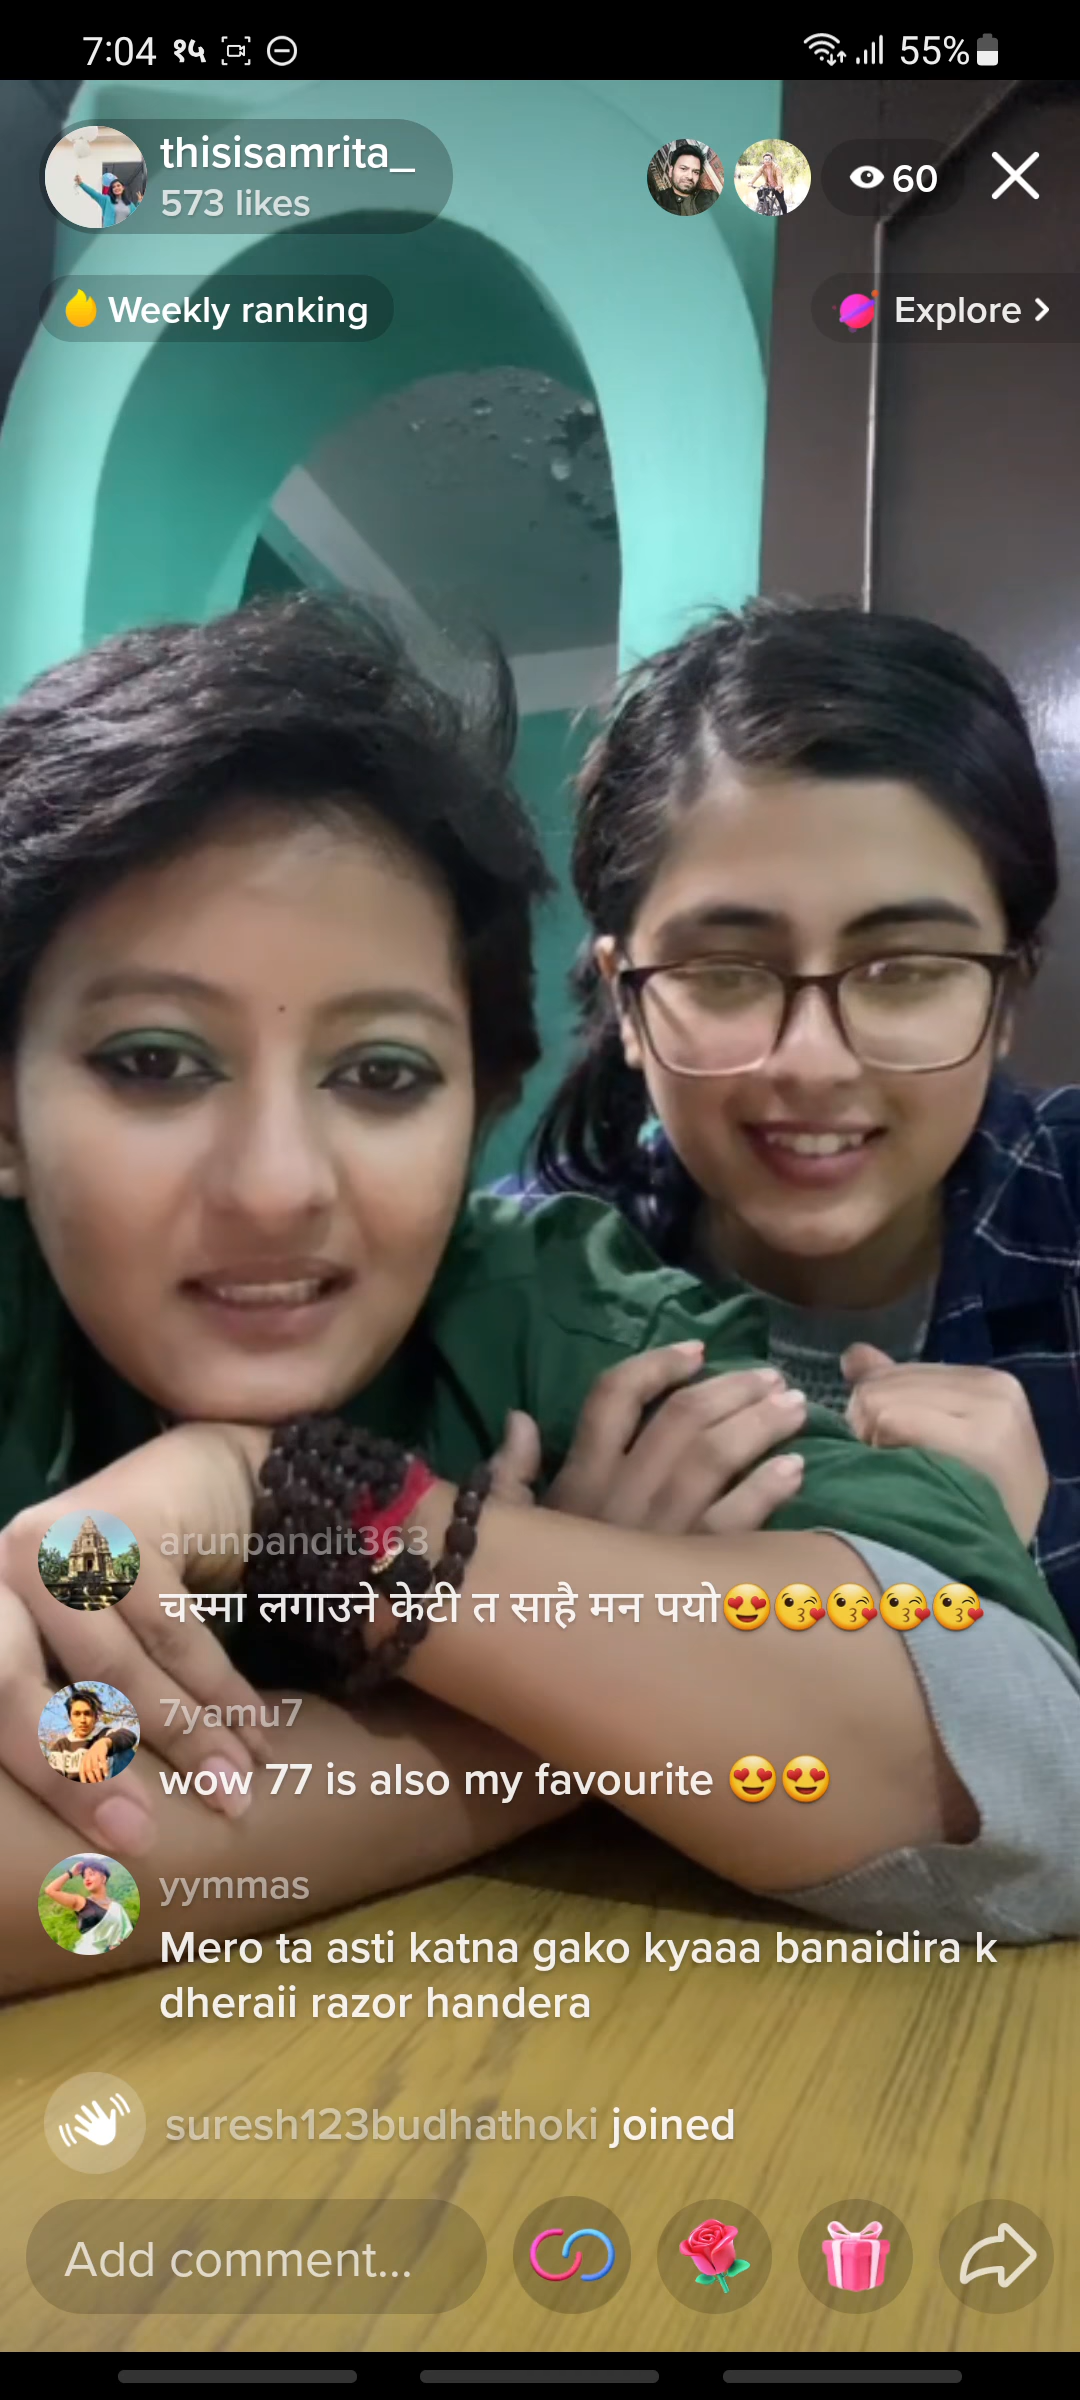 7:04 १५ 55%
thisisamrita_
573 likes
60
Weekly ranking
Explore
arunpandit363
चस्मा लगाउने केटी त साहै मन पयो😍😘😘😘😘
7yamu7
wow 77 is also my favourite 😍😍
yymmas
Mero ta asti katna gako kyaaa banaidira k
dheraii razor handera
suresh123budhathoki joined
Add comment...